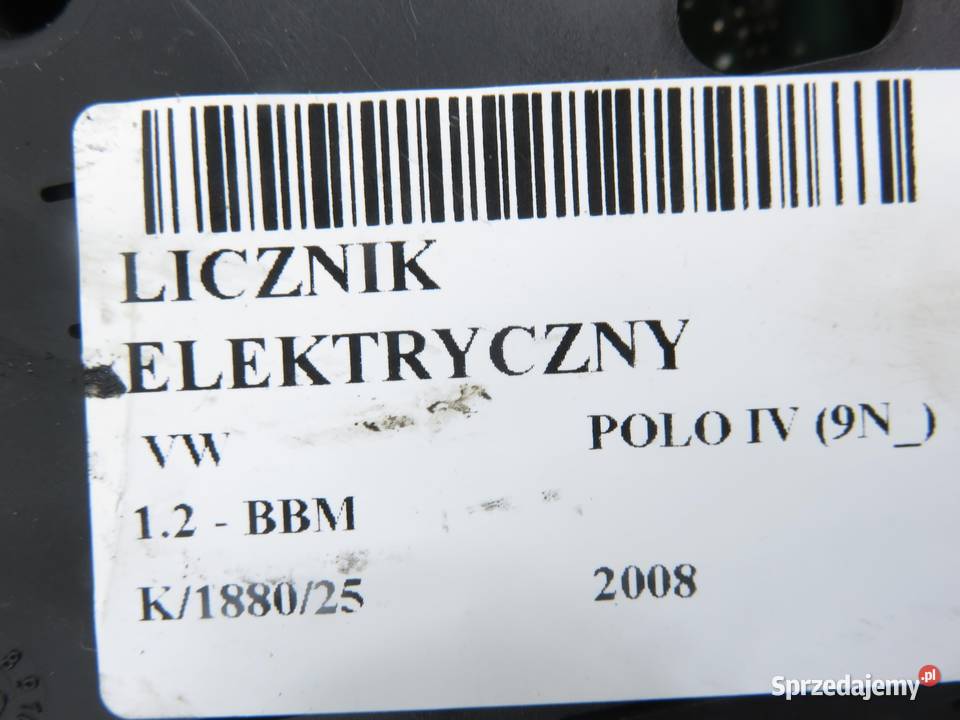 LICZNIK
ELEKTRYCZNY
VW POLO IV (9N_)
1.2 - BBM
K/1880/25 2008
Sprzedajemy.pl